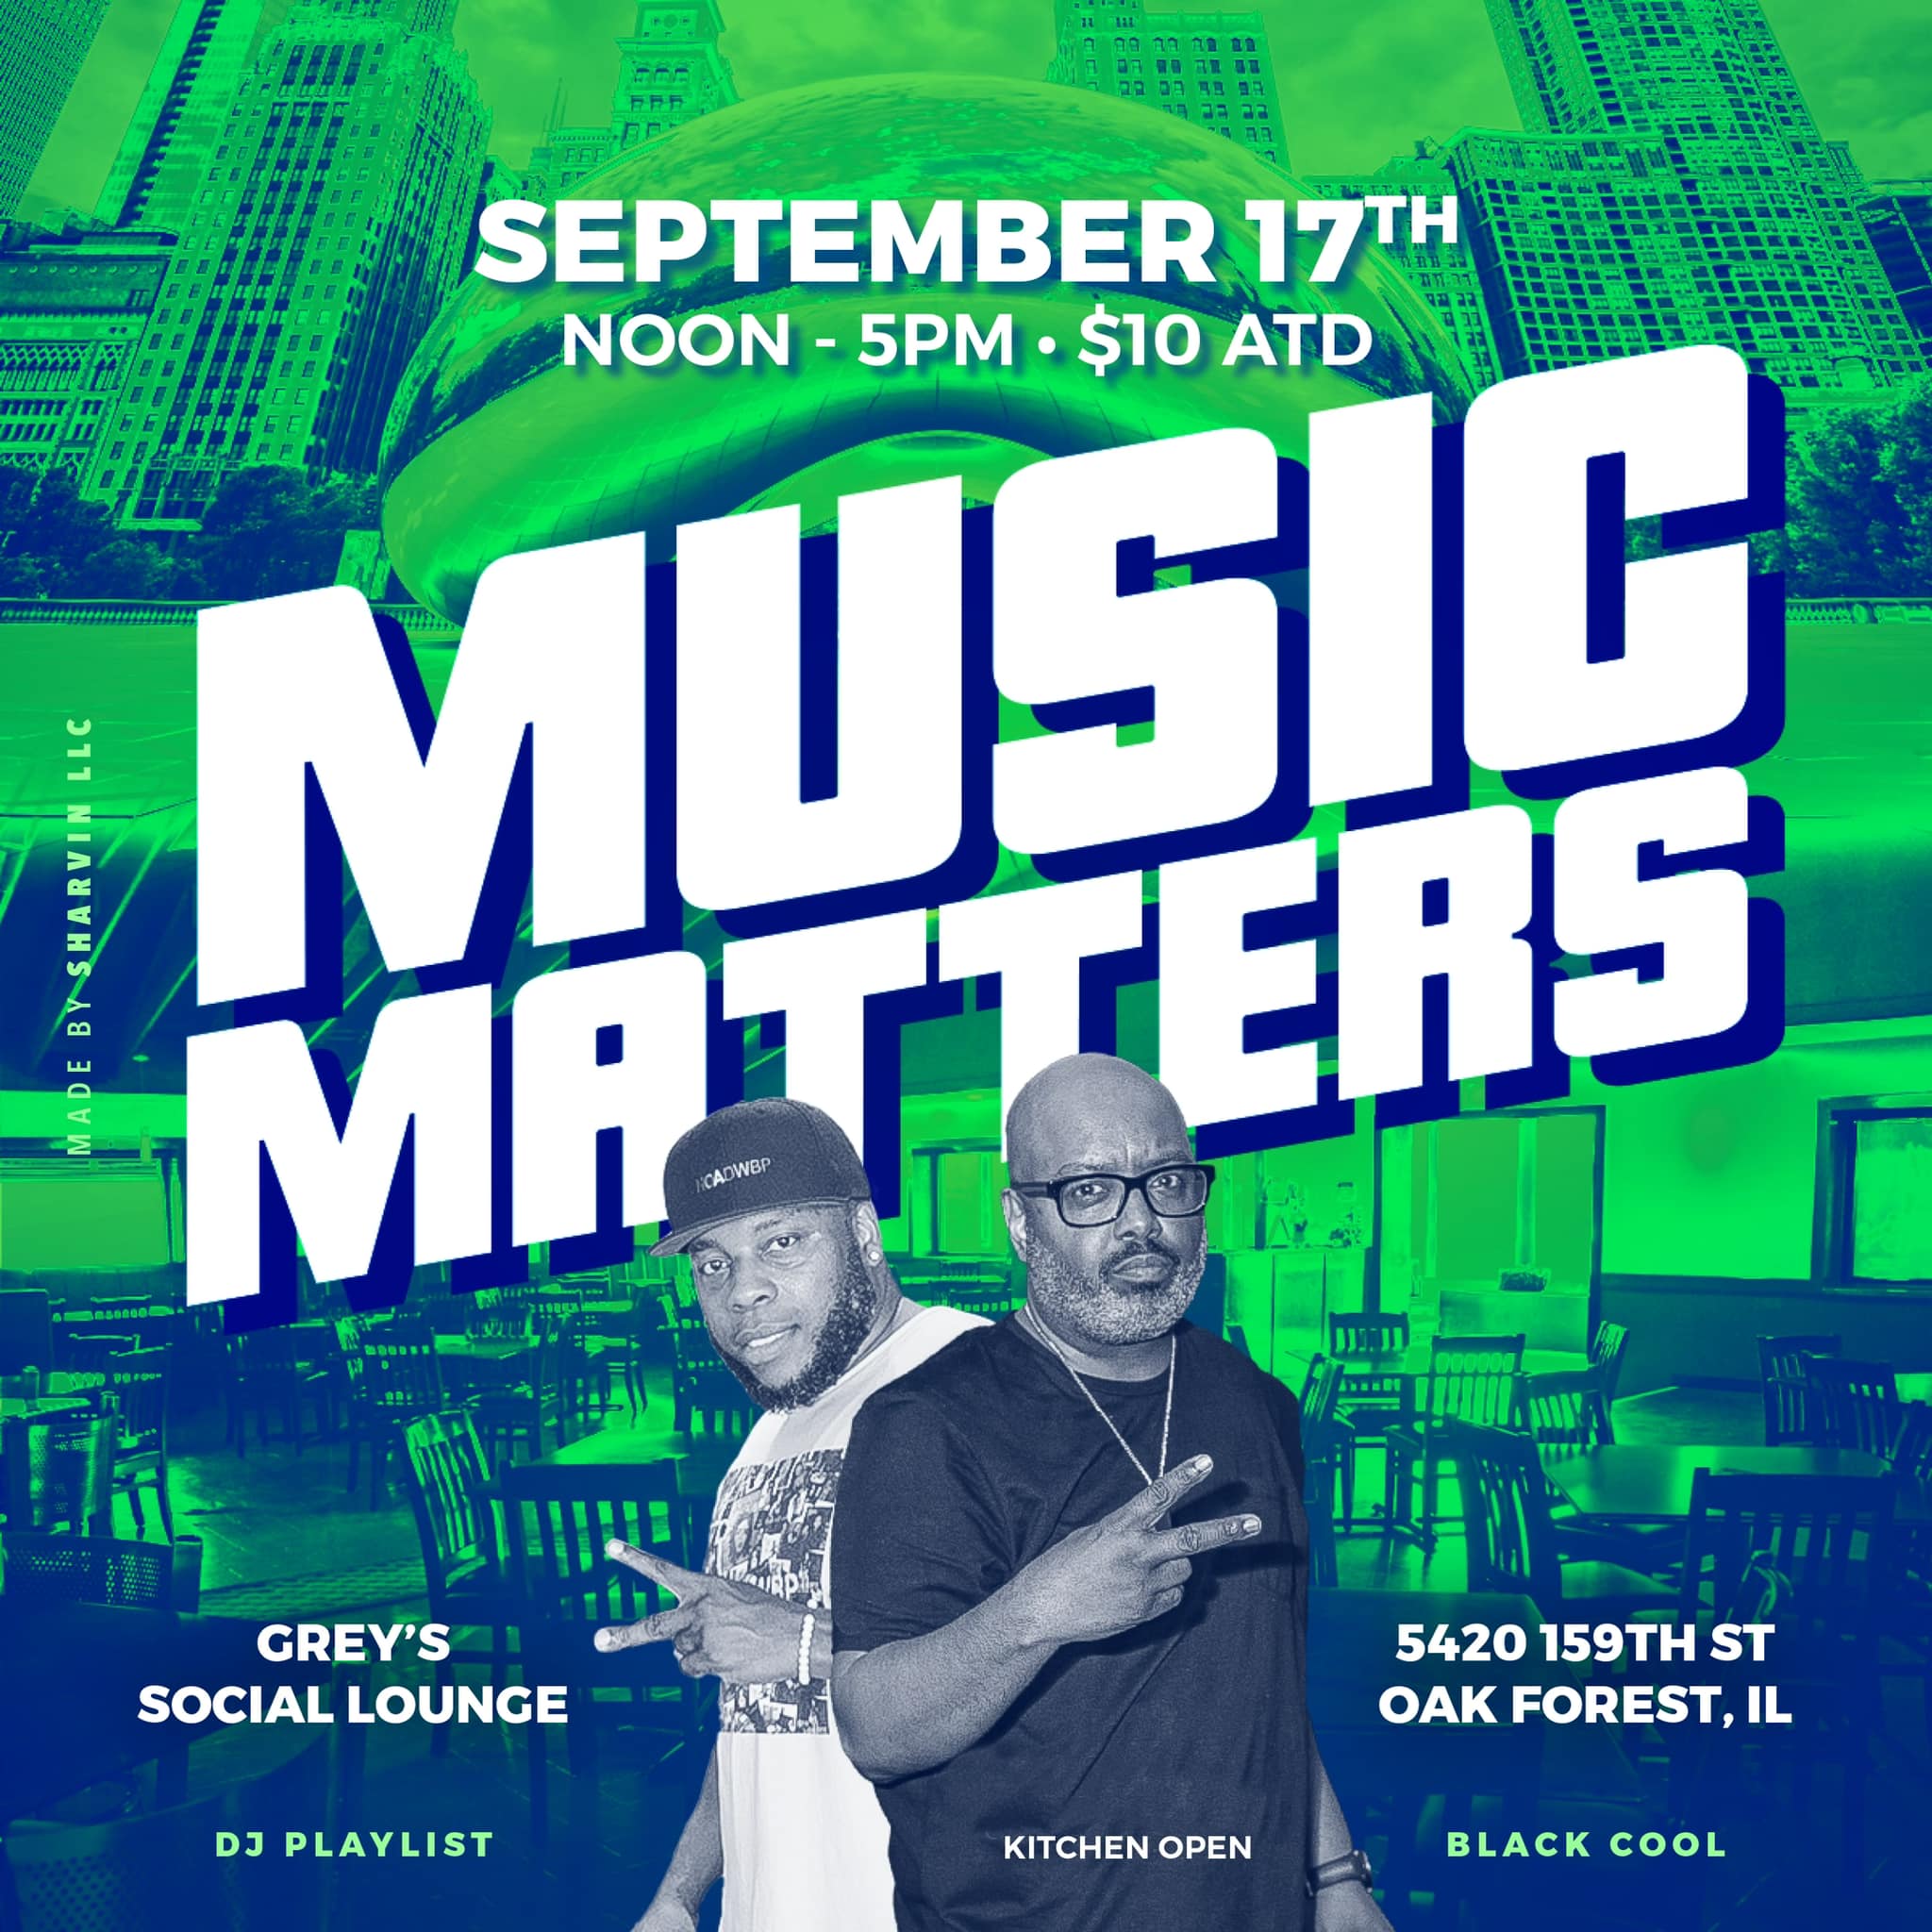 SEPTEMBER 17TH
NOON - 5PM • $10 ATD
MUSIC
MATTERS
MADE BY SHARVIN LLC
GREY’S
SOCIAL LOUNGE
5420 159TH ST
OAK FOREST, IL
DJ PLAYLIST
KITCHEN OPEN
BLACK COOL